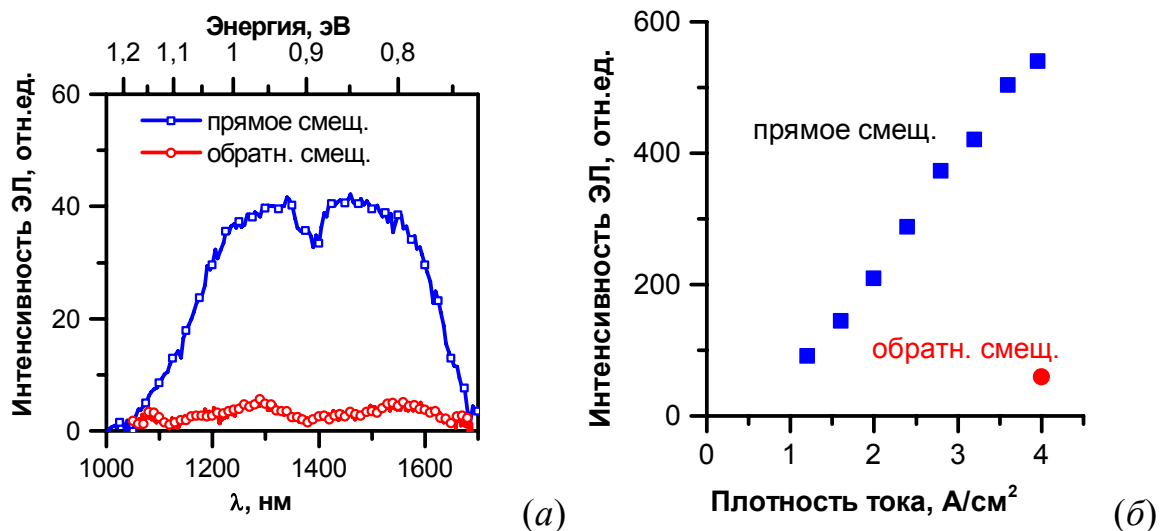 Энергия, эВ
1,2 1,1 1 0,9 0,8
Интенсивность ЭЛ, отн.ед.
60
40
20
0
прямое смещ.
обратн. смещ.
1000 1200 1400 1600
λ, нм
(а)
Интенсивность ЭЛ, отн.ед.
600
400
200
0
прямое смещ.
обратн. смещ.
0 1 2 3 4
Плотность тока, А/см²
(б)